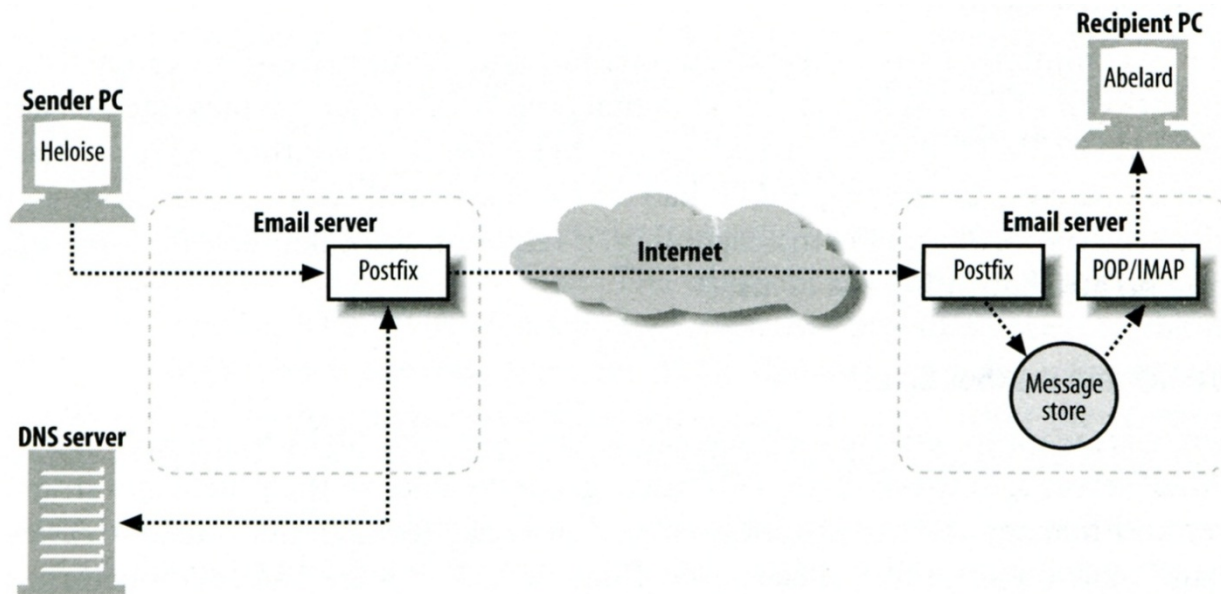 Recipient PC
Abelard
Sender PC
Heloise
Email server
Postfix
Internet
Email server
Postfix
POP/IMAP
Message
store
DNS server